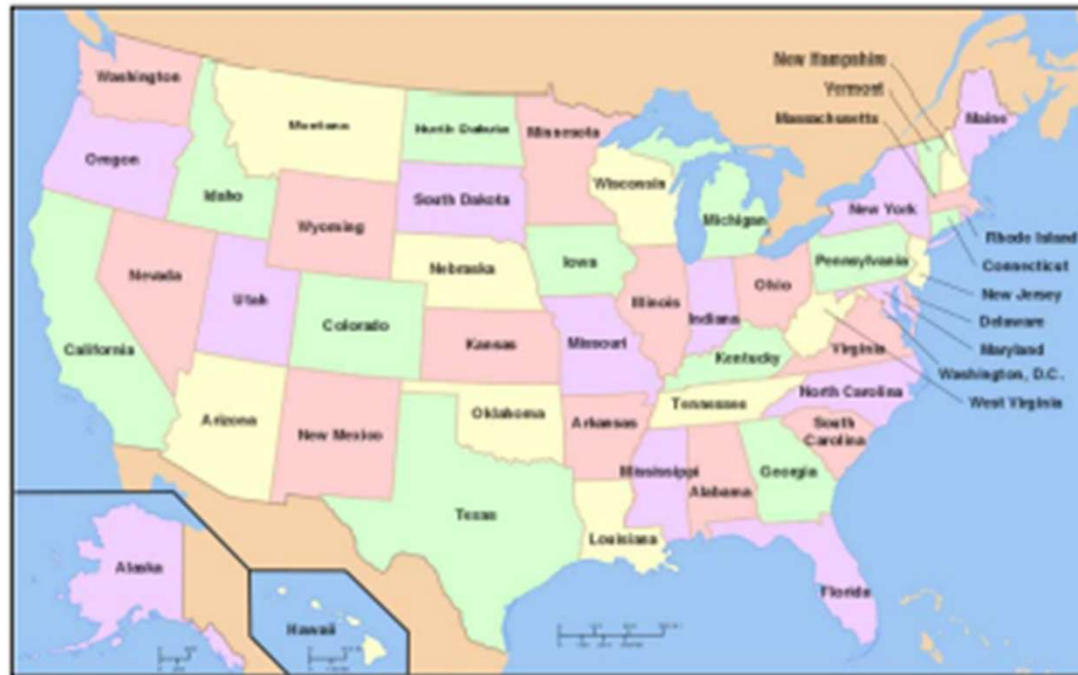 New Hampshire
Vermont
Massachusetts
Washington
Montana
North Dakota
Minnesota
Maine
Oregon
Idaho
Wisconsin
South Dakota
Michigan
New York
Wyoming
Rhode Island
Nevada
Nebraska
Iowa
Pennsylvania
Connecticut
Utah
Colorado
Illinois
Indiana
Ohio
New Jersey
Delaware
California
Kansas
Missouri
Kentucky
Virginia
Maryland
Washington, D.C.
West Virginia
Arizona
New Mexico
Oklahoma
Arkansas
Tennessee
North Carolina
South
Carolina
Mississippi
Alabama
Georgia
Texas
Louisiana
Alaska
Hawaii
Florida